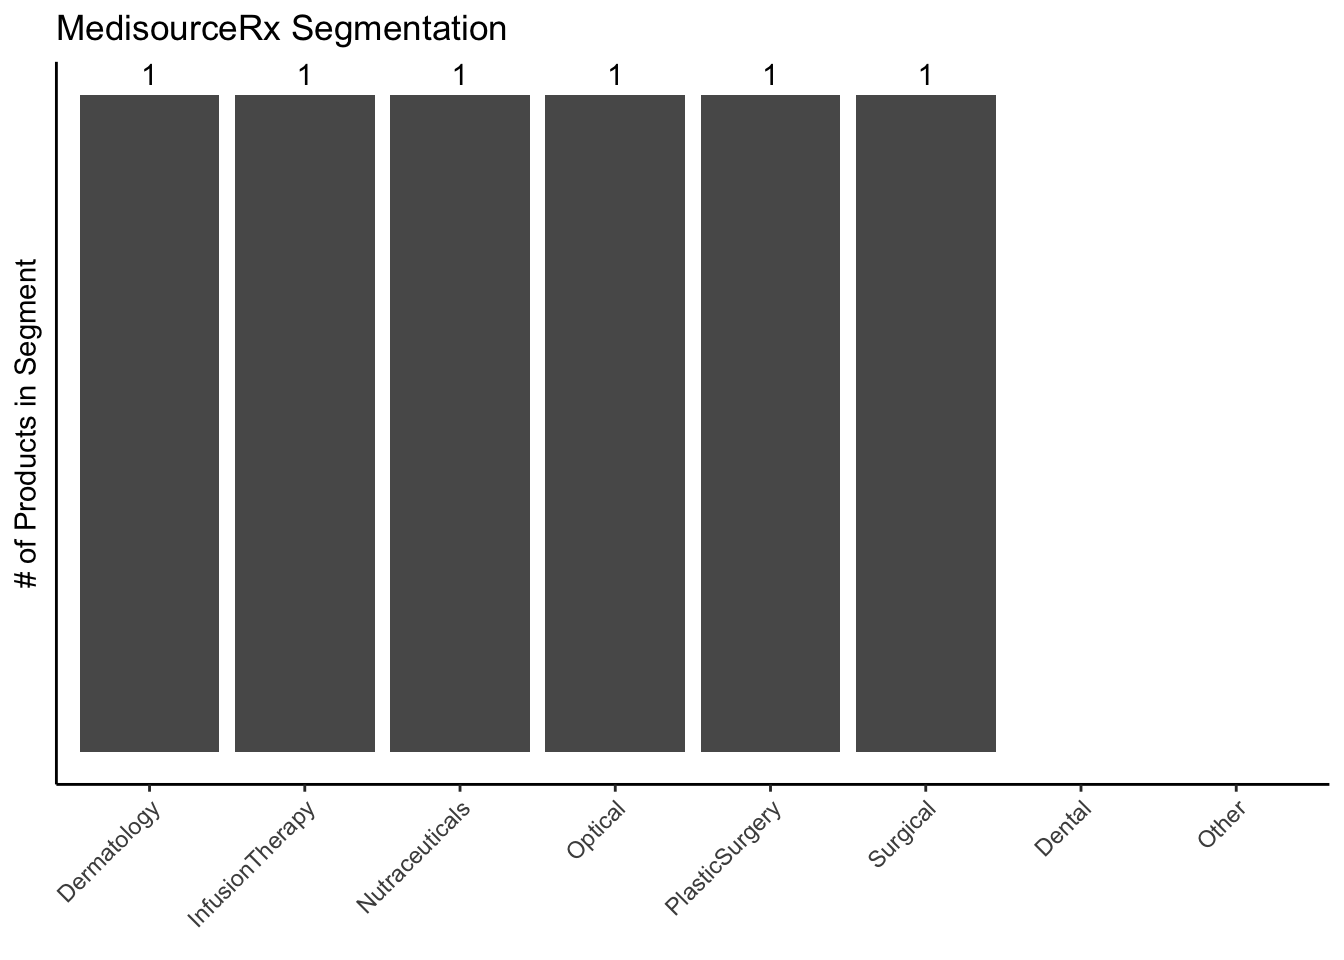 MedisourceRx Segmentation
1 1 1 1 1 1
# of Products in Segment
Dermatology
InfusionTherapy
Nutraceuticals
Optical
PlasticSurgery
Surgical
Dental
Other